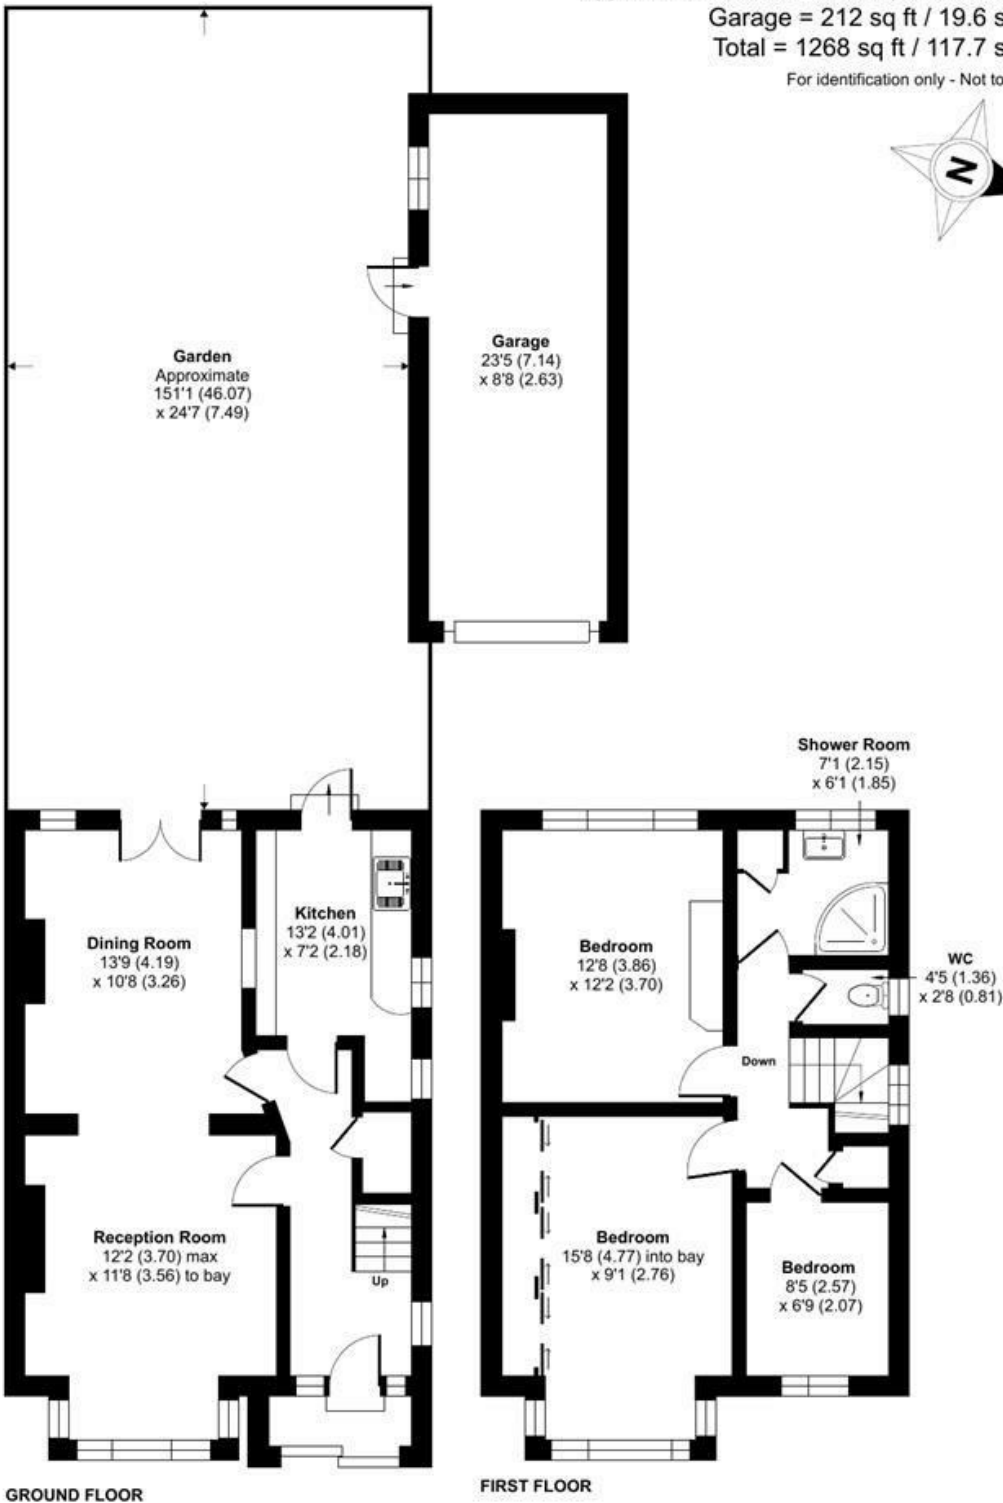 Garage = 212 sq ft / 19.6 s
Total = 1268 sq ft / 117.7 s
For identification only - Not to
N
Garden
Approximate
151'1 (46.07)
x 24'7 (7.49)
Garage
23'5 (7.14)
x 8'8 (2.63)
Shower Room
7'1 (2.15)
x 6'1 (1.85)
Kitchen
13'2 (4.01)
x 7'2 (2.18)
Dining Room
13'9 (4.19)
x 10'8 (3.26)
Bedroom
12'8 (3.86)
x 12'2 (3.70)
WC
4'5 (1.36)
x 2'8 (0.81)
Down
Reception Room
12'2 (3.70) max
x 11'8 (3.56) to bay
Up
Bedroom
15'8 (4.77) into bay
x 9'1 (2.76)
Bedroom
8'5 (2.57)
x 6'9 (2.07)
GROUND FLOOR
FIRST FLOOR